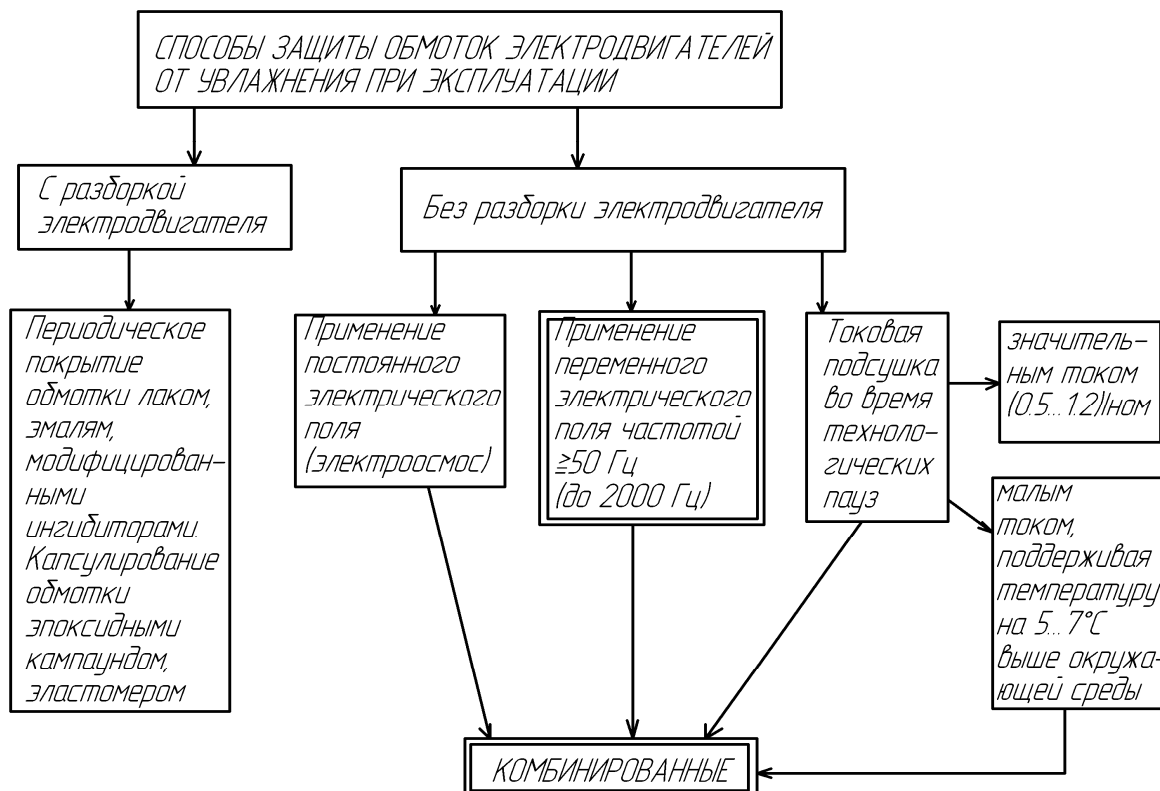 СПОСОБЫ ЗАЩИТЫ ОБМОТОК ЭЛЕКТРОДВИГАТЕЛЕЙ
ОТ УВЛАЖНЕНИЯ ПРИ ЭКСПЛУАТАЦИИ
С разборкой
электродвигателя
Без разборки электродвигателя
Периодическое
покрытие
обмотки лаком,
эмалям,
модифицирован-
ными
ингибиторами.
Капсулирование
обмотки
эпоксидными
кампаундом,
эластомером
Применение
постоянного
электрического
поля
(электроосмос)
Применение
переменного
электрического
поля частотой
≧50 Гц
(до 2000 Гц)
Токовая
подсушка
во время
техноло-
гических
пауз
значитель-
ным током
(0.5...1.2)Iном
малым
током,
поддерживая
температуру
на 5...7°С
выше окружа-
ющей среды
КОМБИНИРОВАННЫЕ